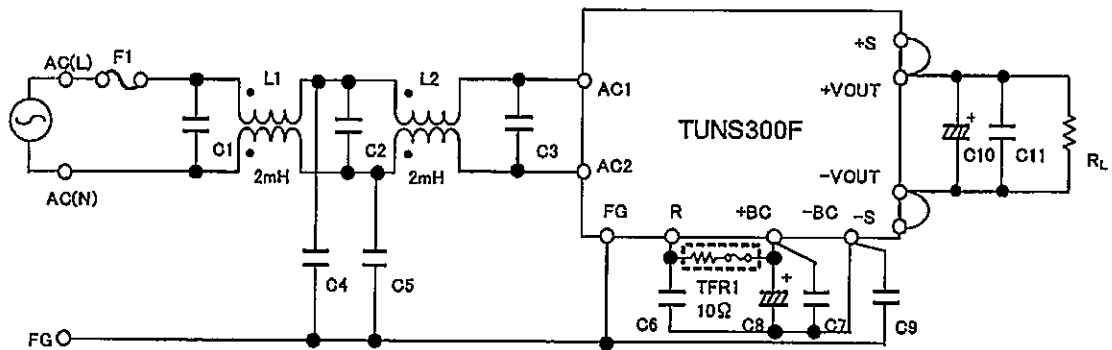 AC(L) F1
L1
L2
C1
C2
C3
2mH
2mH
AC(N)
C4
C5
FG
AC1
AC2
TUNS300F
+S
+VOUT
-VOUT
-S
FG R +BC -BC
TFR1
10Ω
C6
C8
+
C7
C9
+
C10
C11
RL